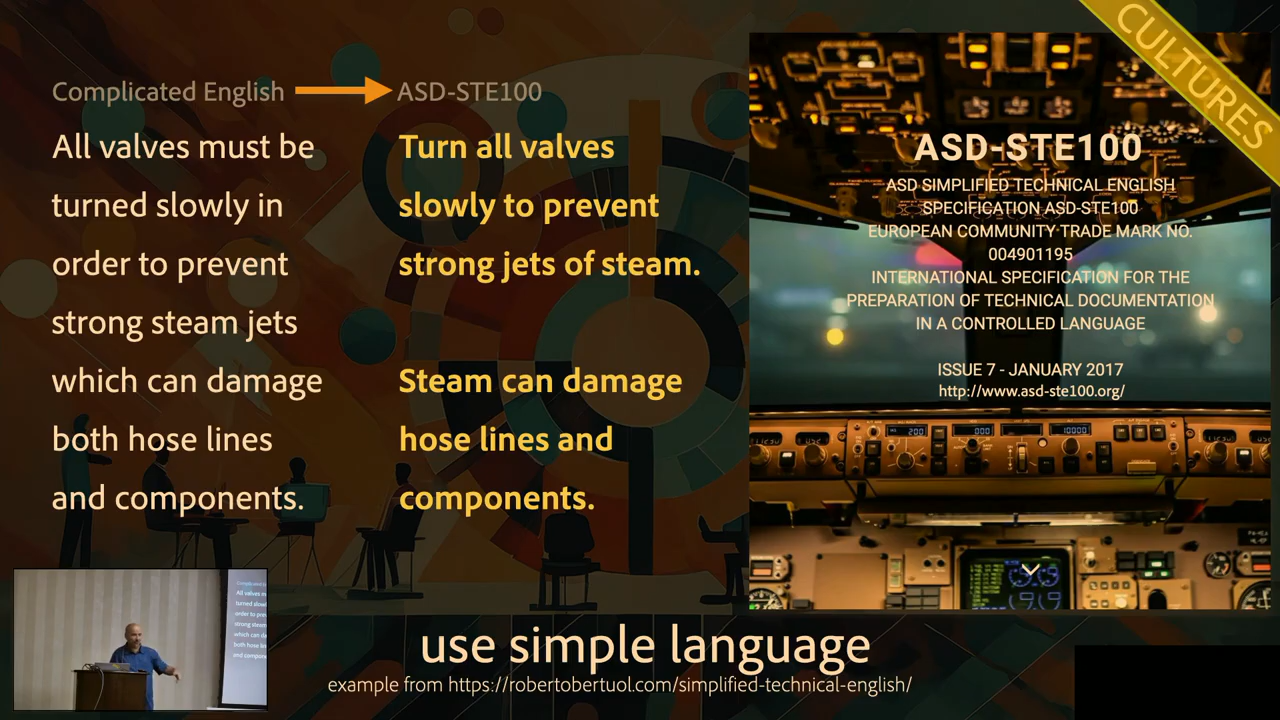 CULTURES
Complicated English
ASD-STE100
All valves must be
turned slowly in
order to prevent
strong steam jets
which can damage
both hose lines
and components.
Turn all valves
slowly to prevent
strong jets of steam.
Steam can damage
hose lines and
components.
ASD-STE100
ASD SIMPLIFIED TECHNICAL ENGLISH
SPECIFICATION ASD-STE100
EUROPEAN COMMUNITY TRADE MARK NO.
004901195
INTERNATIONAL SPECIFICATION FOR THE
PREPARATION OF TECHNICAL DOCUMENTATION
IN A CONTROLLED LANGUAGE
ISSUE 7 - JANUARY 2017
http://www.asd-ste100.org/
200
000
10000
use simple language
example from https://robertobertuol.com/simplified-technical-english/